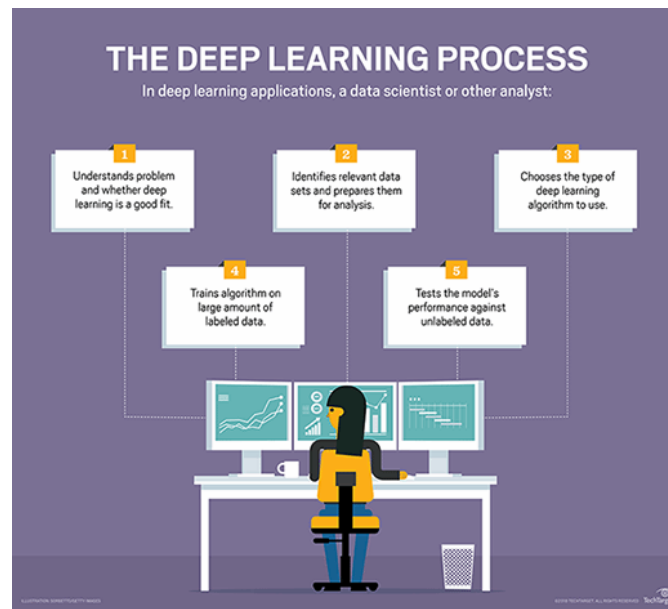 THE DEEP LEARNING PROCESS
In deep learning applications, a data scientist or other analyst:
1
Understands problem
and whether deep
learning is a good fit.
2
Identifies relevant data
sets and prepares them
for analysis.
3
Chooses the type of
deep learning
algorithm to use.
4
Trains algorithm on
large amount of
labeled data.
5
Tests the model's
performance against
unlabeled data.